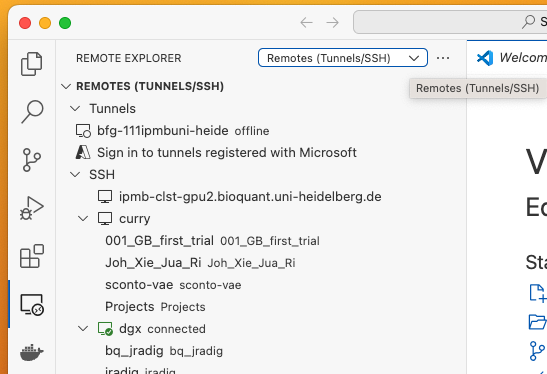 S
REMOTE EXPLORER
Remotes (Tunnels/SSH)
Welcom
REMOTES (TUNNELS/SSH)
Remotes (Tunnels/SSH)
Tunnels
bfg-111ipmbuni-heide offline
Sign in to tunnels registered with Microsoft
V
SSH
ipmb-clst-gpu2.bioquant.uni-heidelberg.de
Ed
curry
001_GB_first_trial 001_GB_first_trial
Joh_Xie_Jua_Ri Joh_Xie_Jua_Ri
Sta
sconto-vae sconto-vae
Projects Projects
dgx connected
bq_jradig bq_jradig
jradig jradig